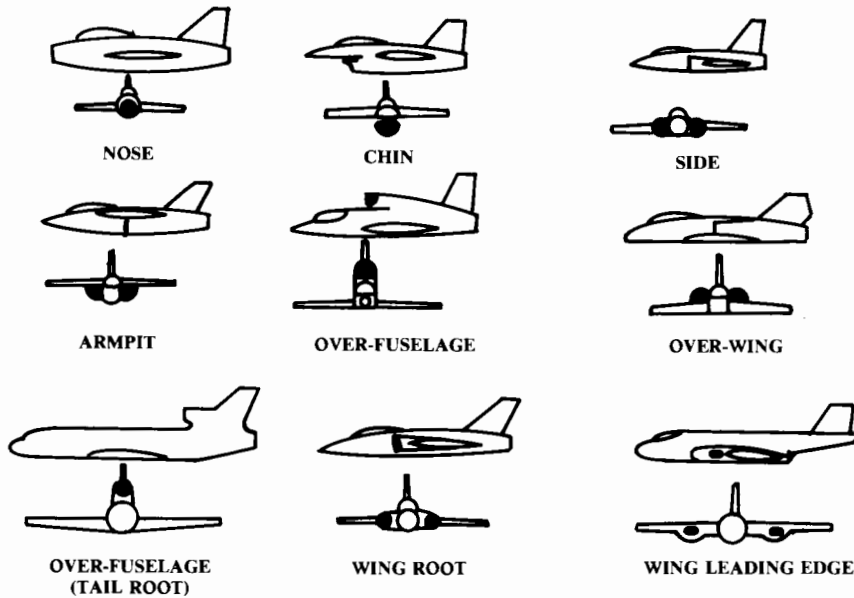 NOSE
CHIN
SIDE
ARMPIT
OVER-FUSELAGE
OVER-WING
OVER-FUSELAGE
(TAIL ROOT)
WING ROOT
WING LEADING EDGE